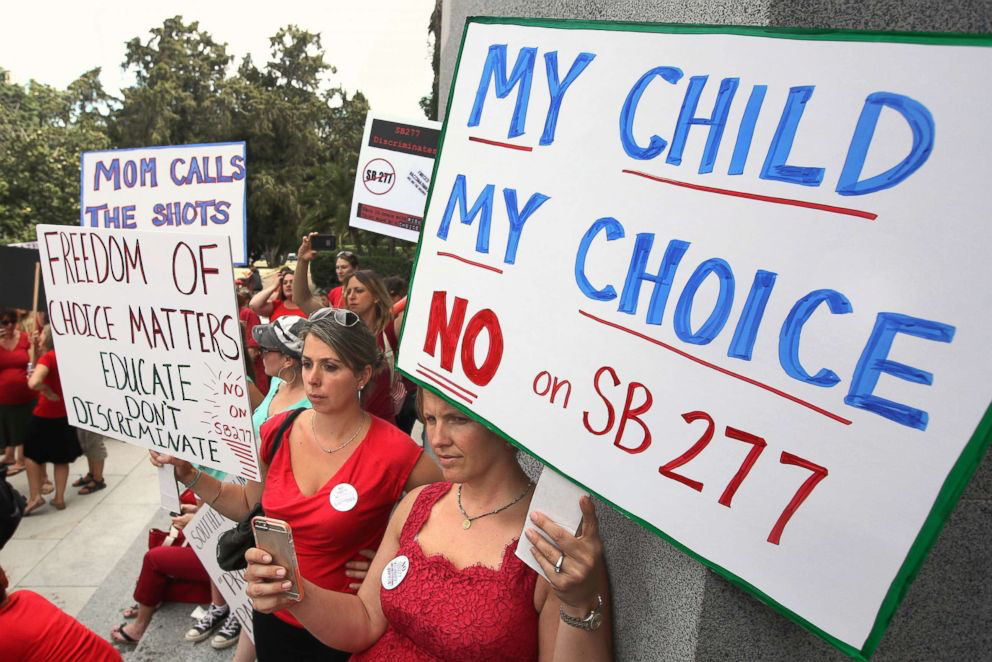 MOM CALLS
THE SHOTS
FREEDOM OF
CHOICE MATTERS
EDUCATE
DON'T
DISCRIMINATE
NO
ON
SB277
SB277
Discriminates
SB 277
MY CHILD
MY CHOICE
NO on SB 277
NO